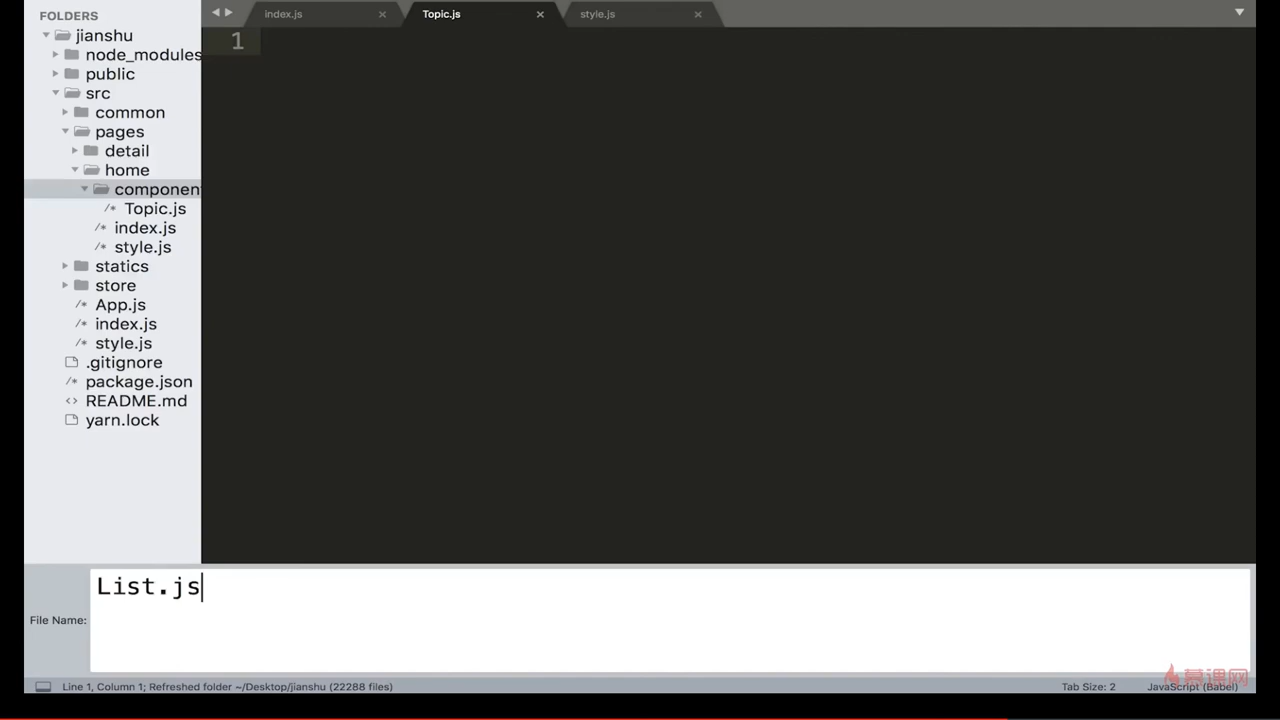 FOLDERS
jianshu
node_modules
public
src
common
pages
detail
home
componen
Topic.js
index.js
style.js
statics
store
App.js
index.js
style.js
.gitignore
package.json
README.md
yarn.lock
index.js
Topic.js
style.js
1
File Name:
List.js
Line 1, Column 1; Refreshed folder ~/Desktop/jianshu (22288 files)
Tab Size: 2
JavaScript (Babel)
慕课网